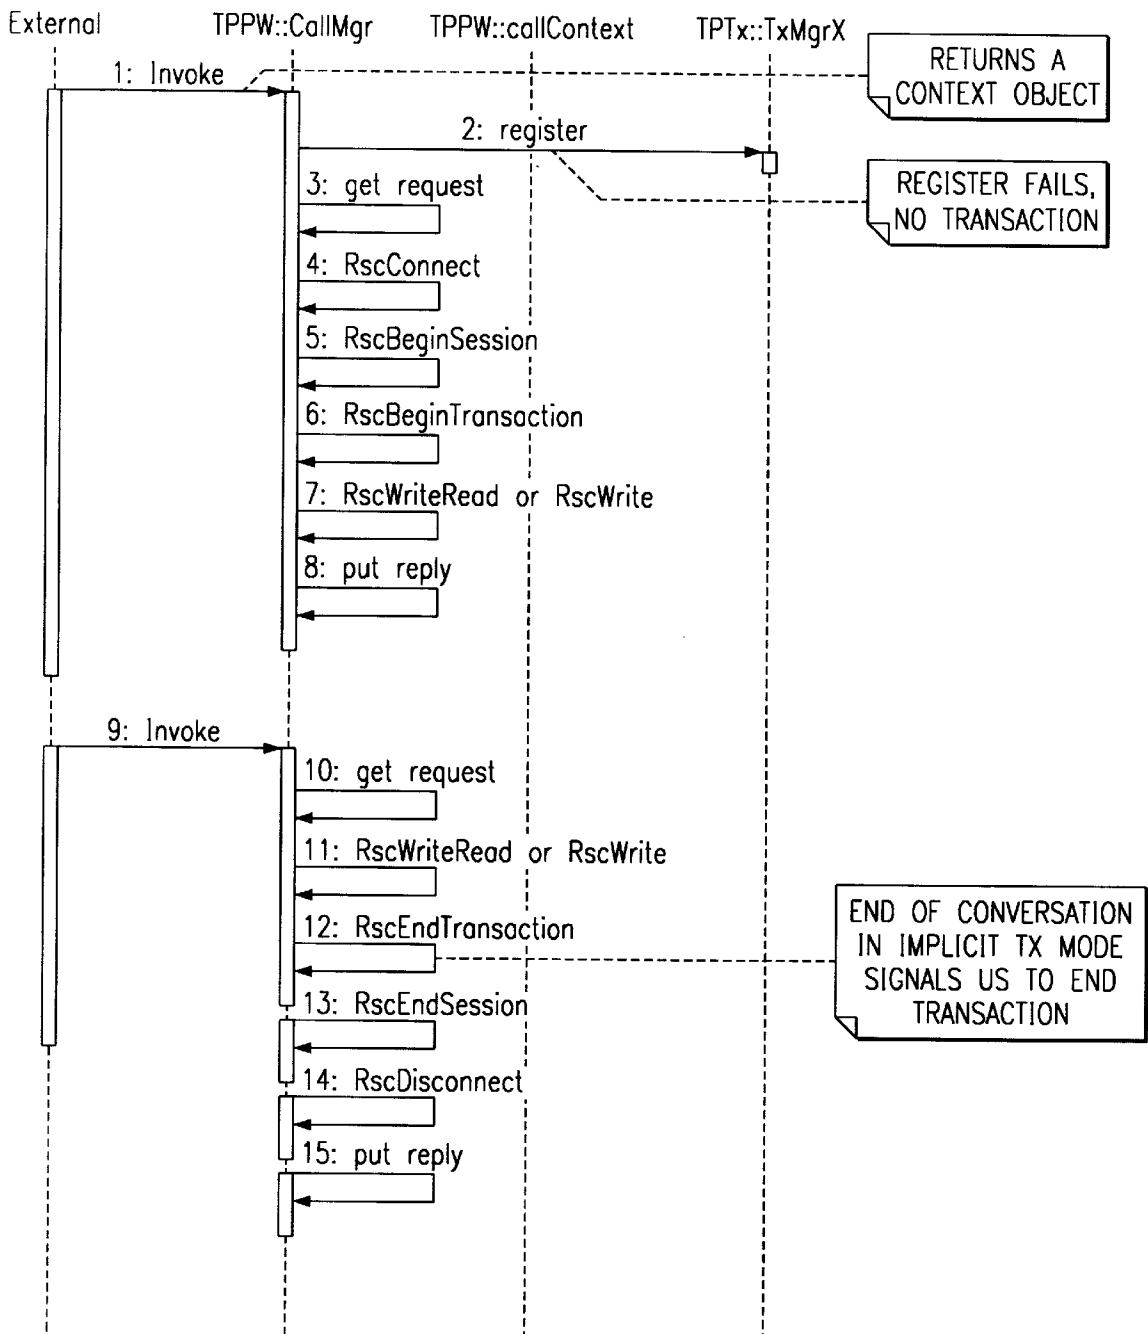 External
TPPW::CallMgr
TPPW::callContext
TPTx::TxMgrX
1: Invoke
RETURNS A
CONTEXT OBJECT
2: register
3: get request
REGISTER FAILS,
NO TRANSACTION
4: RscConnect
5: RscBeginSession
6: RscBeginTransaction
7: RscWriteRead or RscWrite
8: put reply
9: Invoke
10: get request
11: RscWriteRead or RscWrite
12: RscEndTransaction
END OF CONVERSATION
IN IMPLICIT TX MODE
SIGNALS US TO END
TRANSACTION
13: RscEndSession
14: RscDisconnect
15: put reply